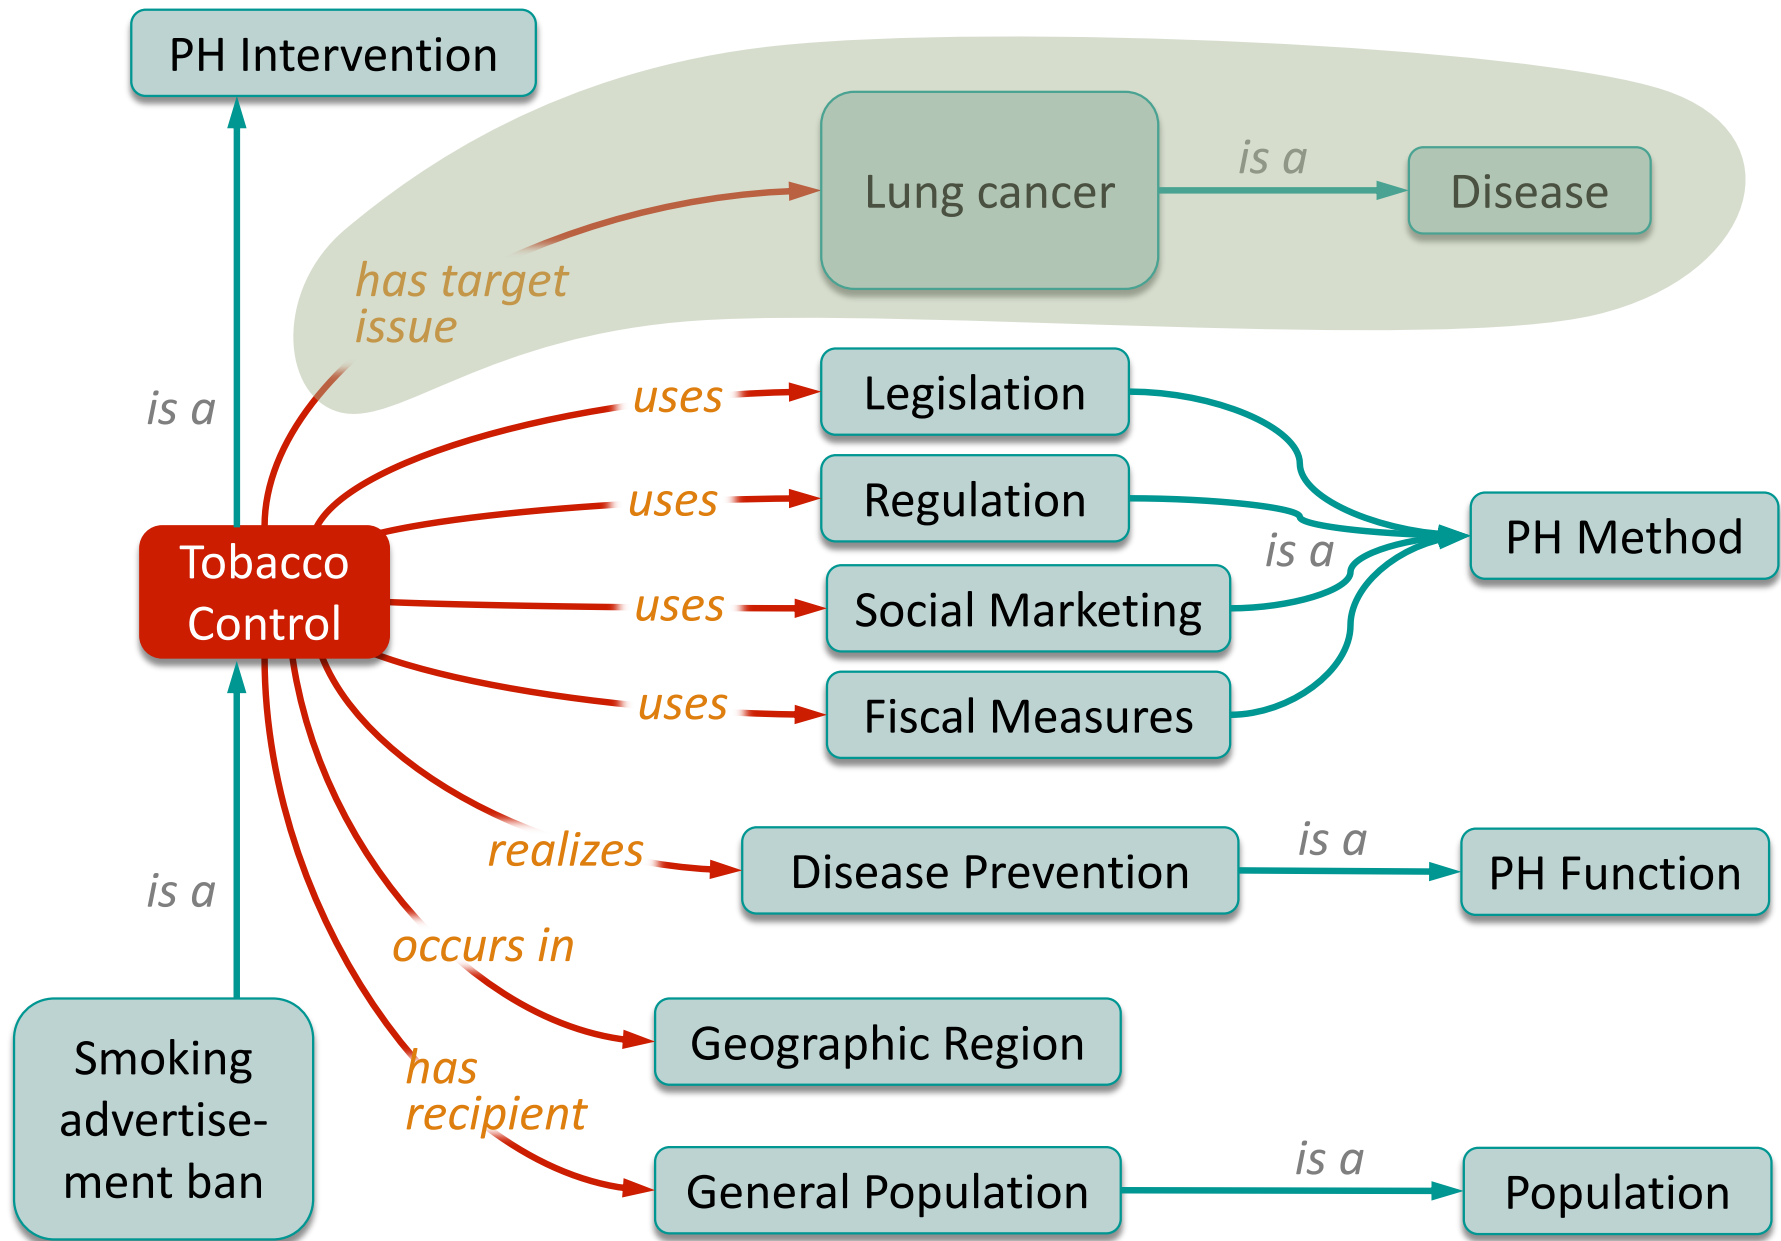 PH Intervention
Lung cancer
is a
Disease
has target
issue
is a
uses
Legislation
uses
Regulation
is a
PH Method
Tobacco
Control
uses
Social Marketing
uses
Fiscal Measures
realizes
Disease Prevention
is a
PH Function
is a
occurs in
Geographic Region
Smoking
advertise-
ment ban
has
recipient
General Population
is a
Population